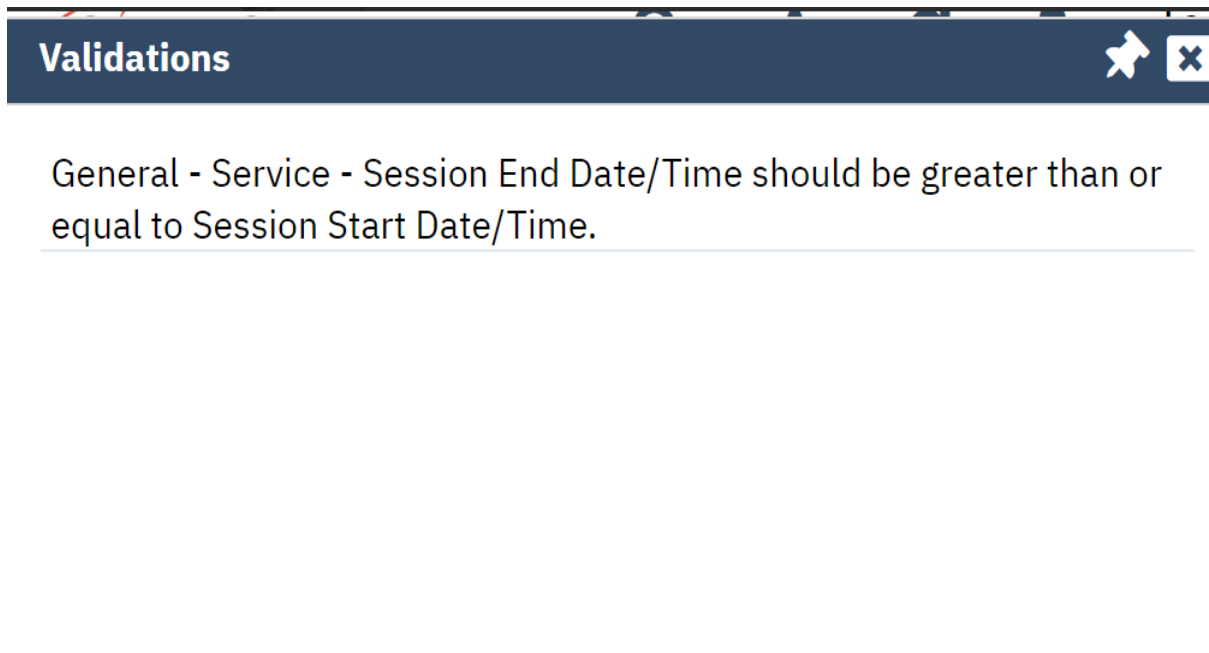 Validations
General - Service - Session End Date/Time should be greater than or
equal to Session Start Date/Time.